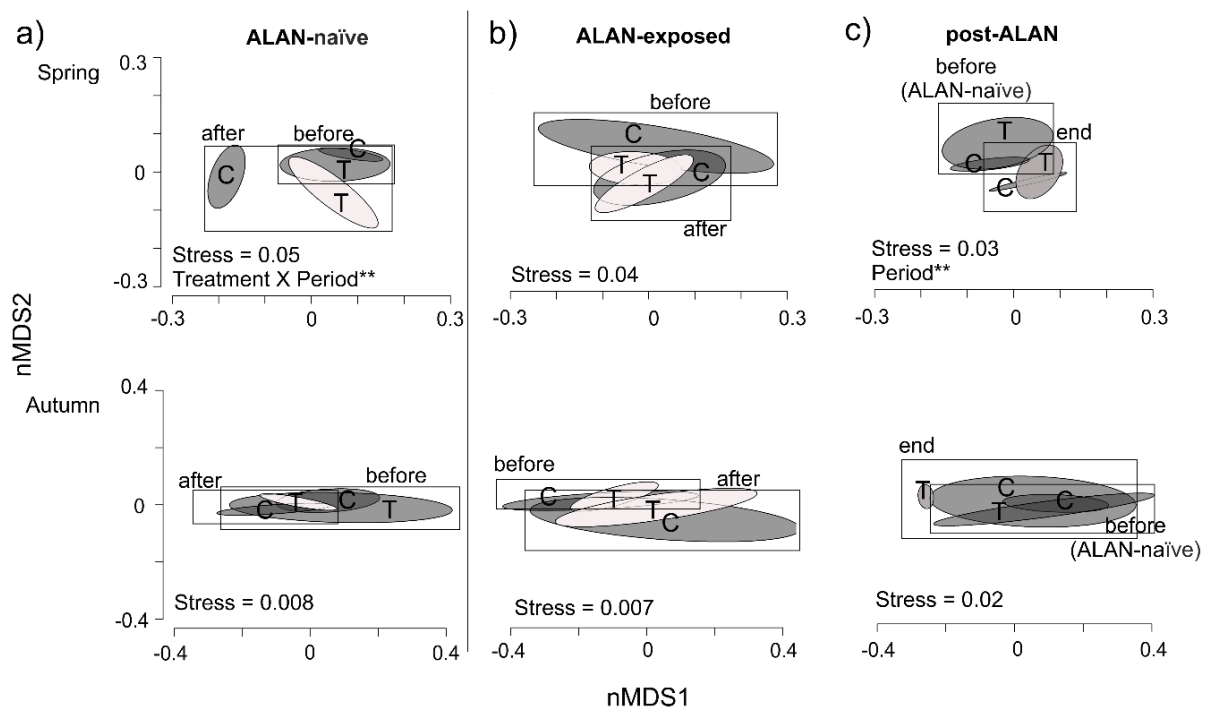 a)
ALAN-naïve
b)
ALAN-exposed
c)
post-ALAN
Spring
0.3
0
-0.3
after
before
C
C
T
T
Stress = 0.05
Treatment X Period**
-0.3
0
0.3
before
C
T
C
T
after
Stress = 0.04
-0.3
0
0.3
before
(ALAN-naïve)
T
end
C
T
C
Stress = 0.03
Period**
-0.3
0
0.3
nMDS2
Autumn
0.4
0
-0.4
after
before
C
T
C
T
Stress = 0.008
-0.4
0
0.4
before
after
C
T
T
C
Stress = 0.007
-0.4
0
0.4
end
T
C
C
T
before
(ALAN-naïve)
Stress = 0.02
-0.4
0
0.4
nMDS1